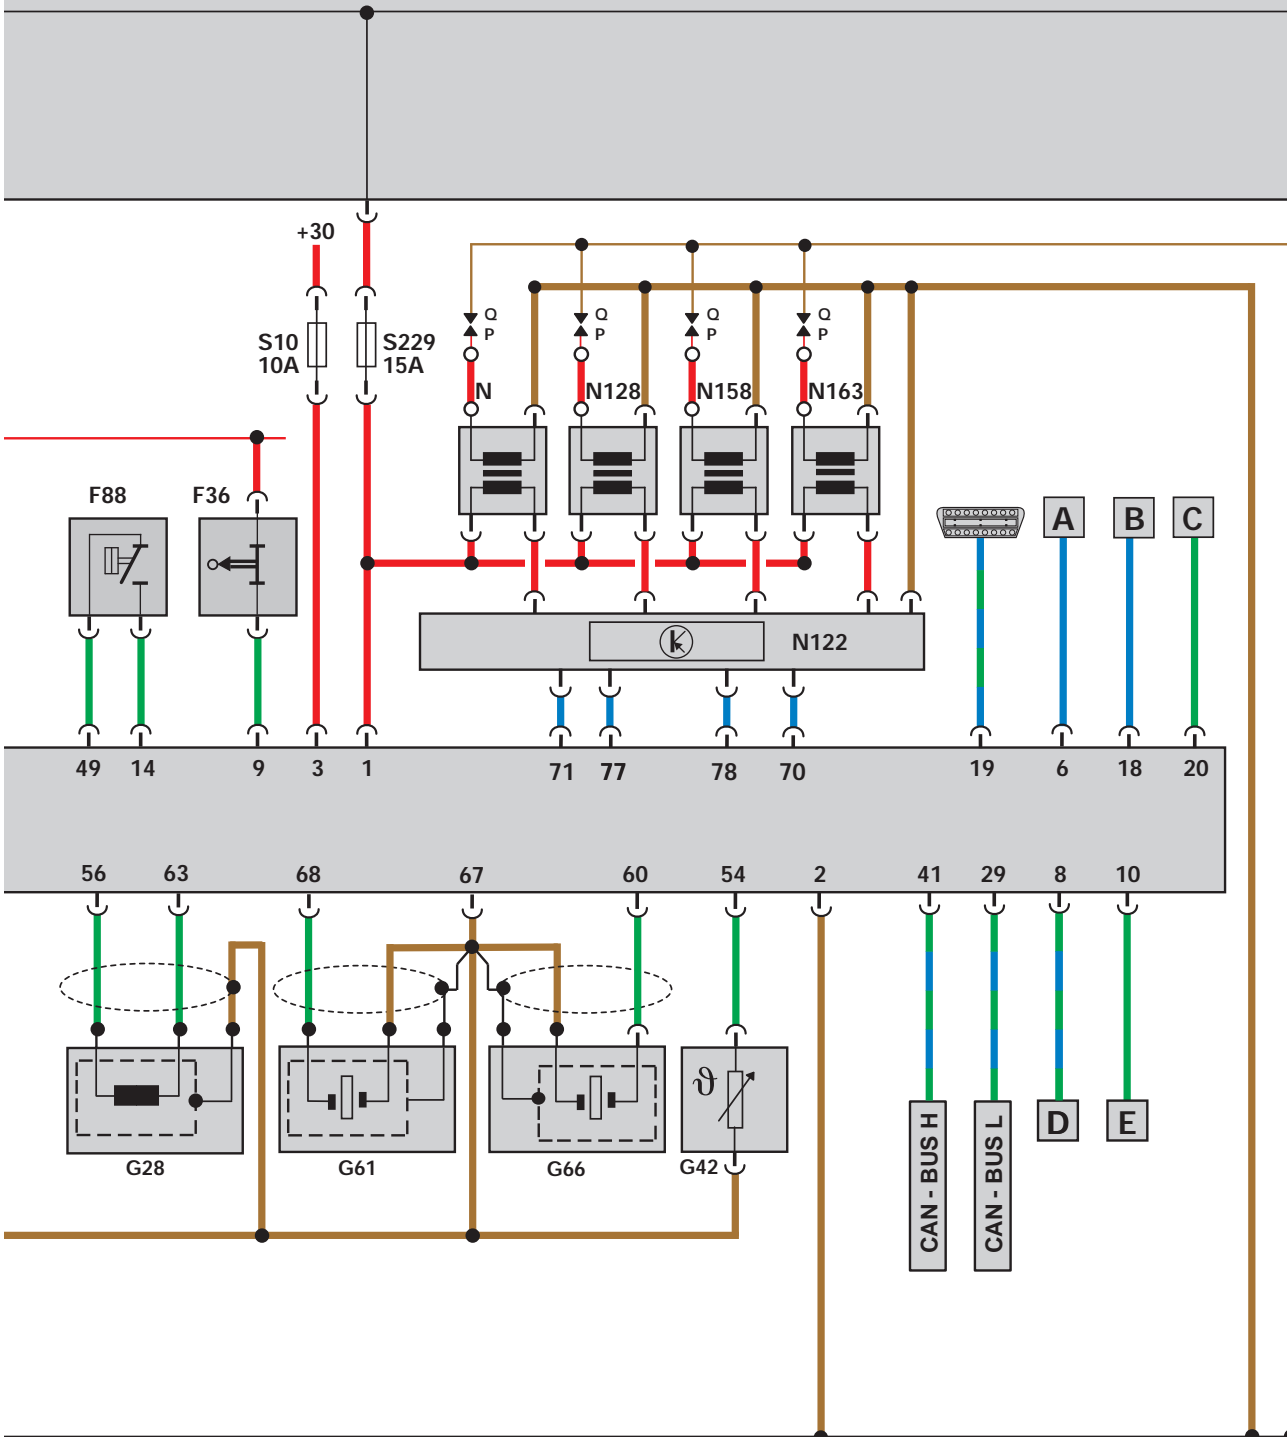 +30
S10
10A
S229
15A
Q
P
Q
P
Q
P
Q
P
N
N128
N158
N163
F88
F36
A
B
C
N122
49 14 9 3 1 71 77 78 70 19 6 18 20
56 63 68 67 60 54 2 41 29 8 10
ϑ
G28
G61
G66
G42
CAN - BUS H
CAN - BUS L
D
E